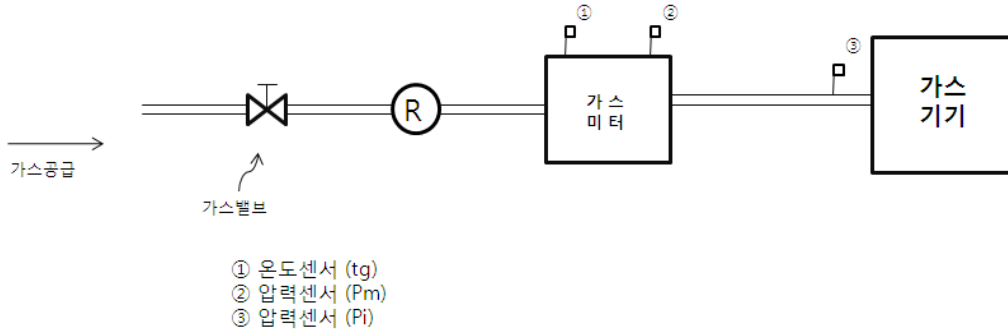 ① ②
③
R
가 스
미 터
가스
기기
가스공급
가스밸브
① 온도센서 (tg)
② 압력센서 (Pm)
③ 압력센서 (Pi)